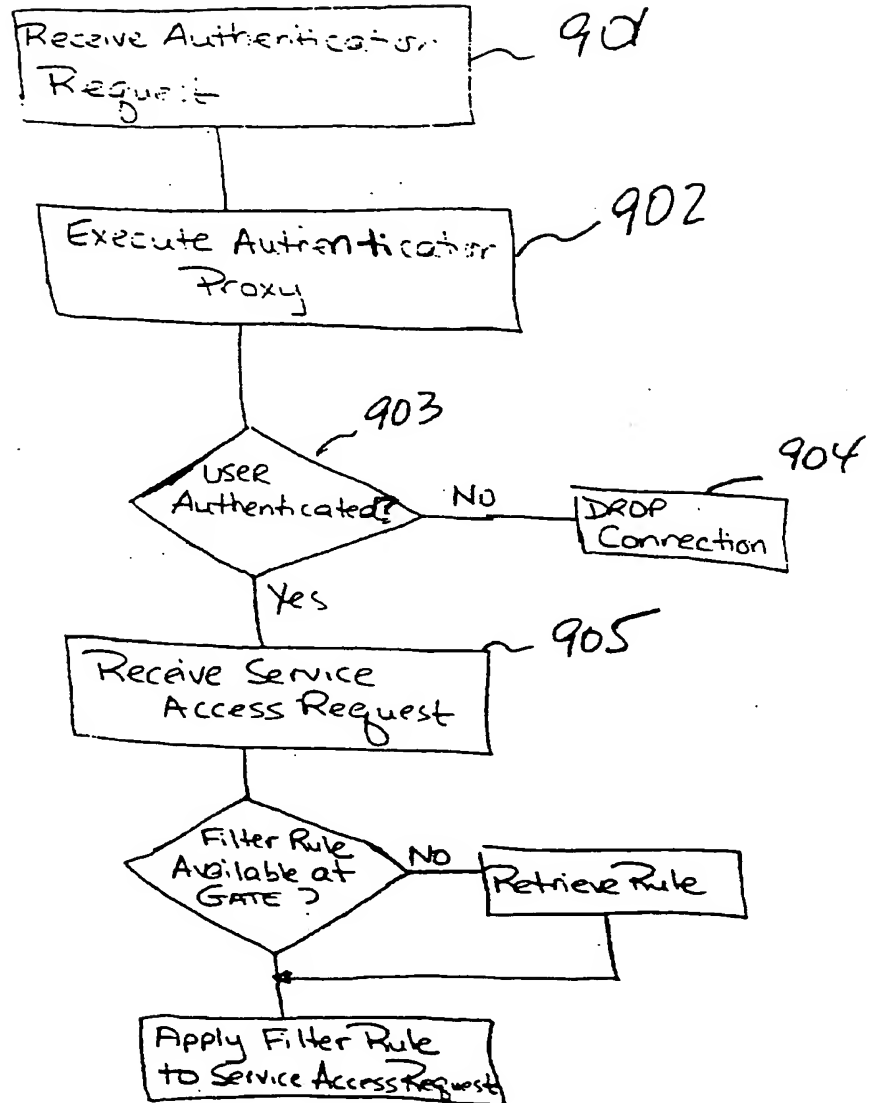 Receive Authentication
Request
901
Execute Authentication
Proxy
902
903
USER
Authenticated?
No
904
DROP
Connection
Yes
905
Receive Service
Access Request
Filter Rule
Available at
GATE ?
No
Retrieve Rule
Apply Filter Rule
to Service Access Request